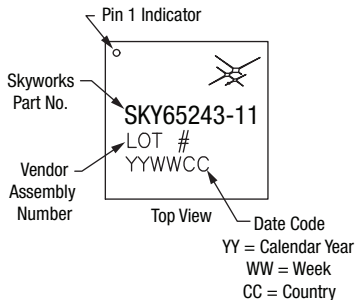 Pin 1 Indicator
Skyworks
Part No.
SKY65243-11
LOT #
YYWWCC
Vendor
Assembly
Number
Top View
Date Code
YY = Calendar Year
WW = Week
CC = Country